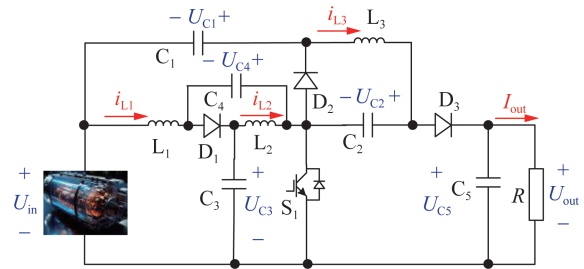 − U_C1 +
i_L3
L_3
C_1
− U_C4 +
i_L1
C_4
i_L2
D_2
− U_C2 +
D_3
I_out
L_1
D_1
L_2
C_2
+
U_in
−
C_3
+
U_C3
−
S_1
+
U_C5
−
C_5
R
+
U_out
−